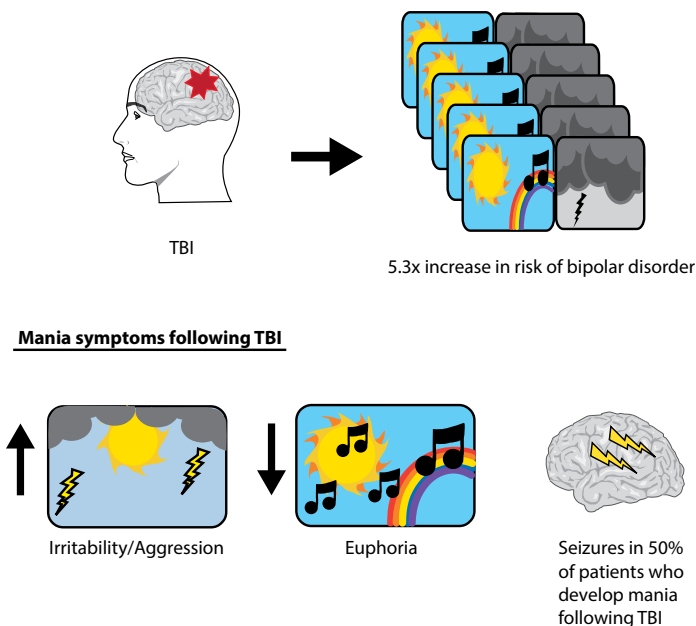 TBI
5.3x increase in risk of bipolar disorder
Mania symptoms following TBI
Irritability/Aggression
Euphoria
Seizures in 50%
of patients who
develop mania
following TBI